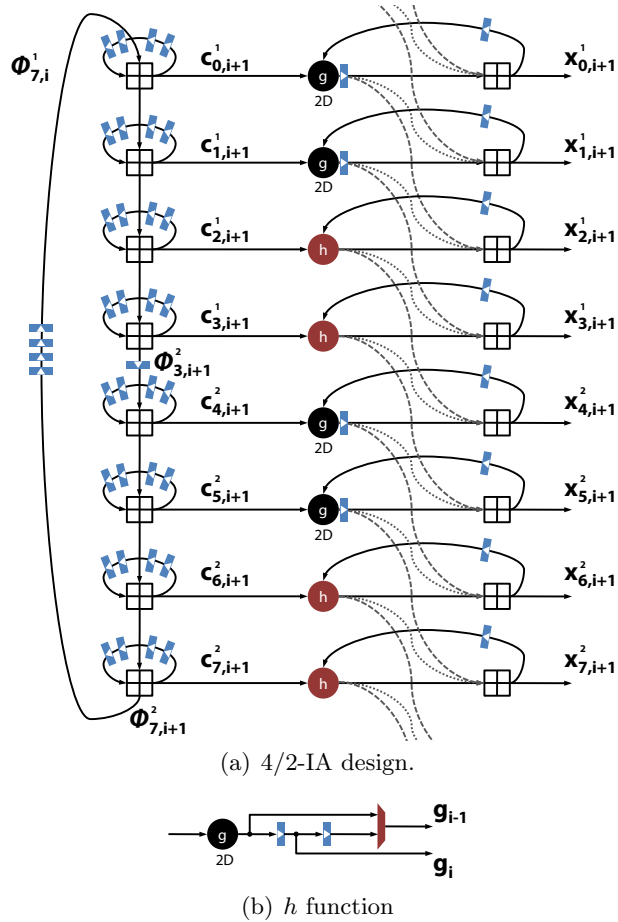 Φ¹7,i
c¹0,i+1 g 2D x¹0,i+1
c¹1,i+1 g 2D x¹1,i+1
c¹2,i+1 h x¹2,i+1
c¹3,i+1 h x¹3,i+1
Φ²3,i+1
c²4,i+1 g 2D x²4,i+1
c²5,i+1 g 2D x²5,i+1
c²6,i+1 h x²6,i+1
c²7,i+1 h x²7,i+1
Φ²7,i+1
(a) 4/2-IA design.
g 2D gi-1
gi
(b) h function